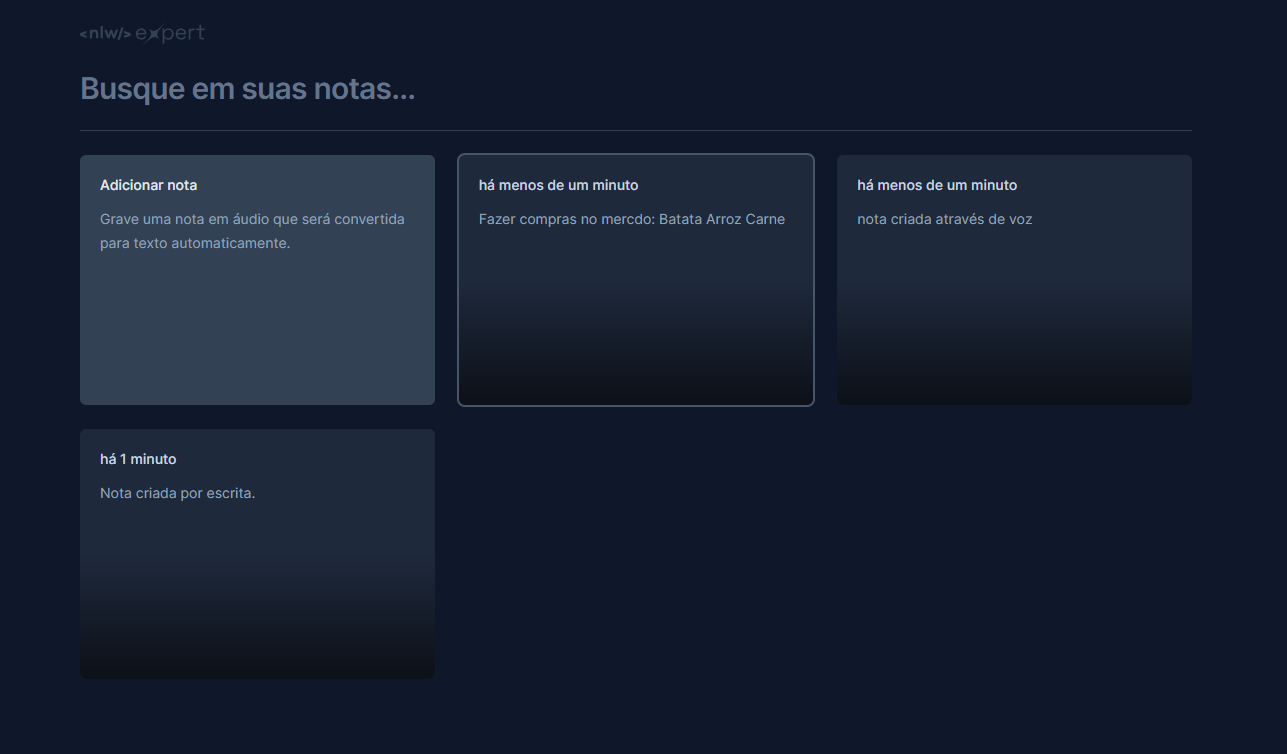 <nlw/> expert
Busque em suas notas...
Adicionar nota
Grave uma nota em áudio que será convertida
para texto automaticamente.
há menos de um minuto
Fazer compras no mercdo: Batata Arroz Carne
há menos de um minuto
nota criada através de voz
há 1 minuto
Nota criada por escrita.